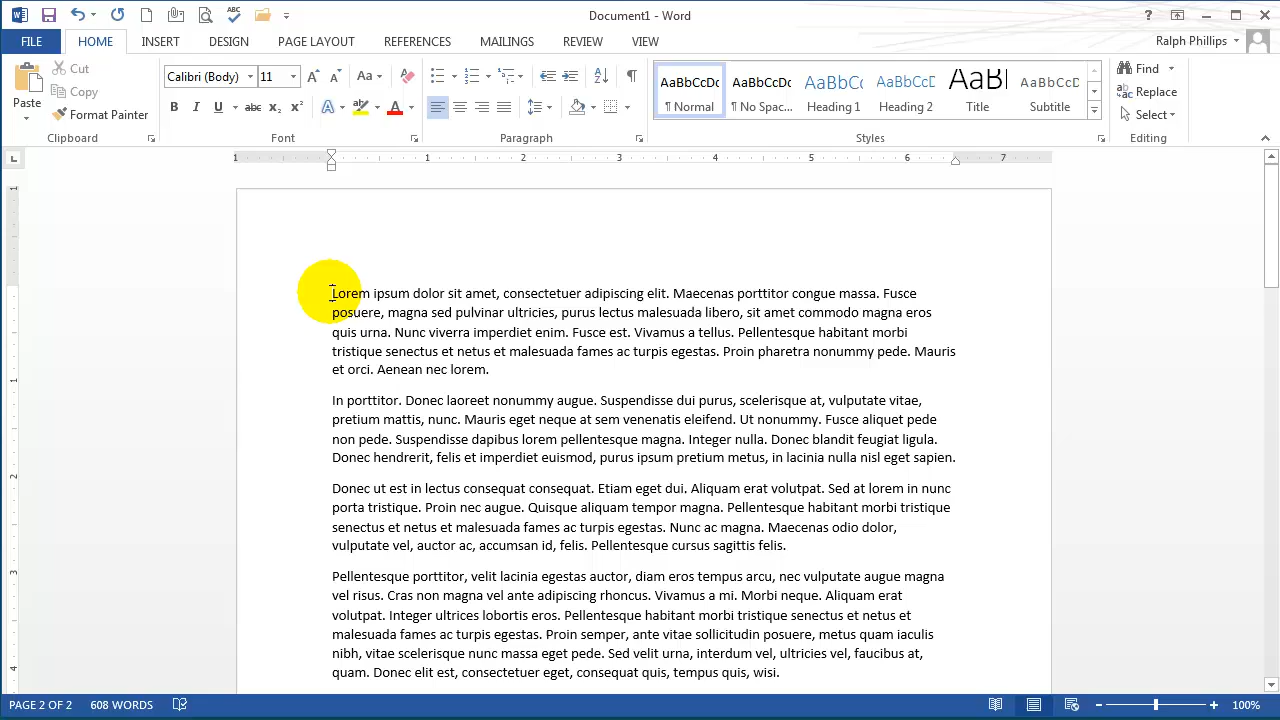 Document1 - Word
FILE HOME INSERT DESIGN PAGE LAYOUT REFERENCES MAILINGS REVIEW VIEW Ralph Phillips
Paste
Cut
Copy
Format Painter
Clipboard
Calibri (Body) 11
Font
Paragraph
AaBbCcDc AaBbCcDc AaBbC AaBbCcD AaBl AaBbCcD
¶ Normal ¶ No Spac... Heading 1 Heading 2 Title Subtitle
Styles
Find
Replace
Select
Editing
1 1 2 3 4 5 6 7
Lorem ipsum dolor sit amet, consectetuer adipiscing elit. Maecenas porttitor congue massa. Fusce
posuere, magna sed pulvinar ultricies, purus lectus malesuada libero, sit amet commodo magna eros
quis urna. Nunc viverra imperdiet enim. Fusce est. Vivamus a tellus. Pellentesque habitant morbi
tristique senectus et netus et malesuada fames ac turpis egestas. Proin pharetra nonummy pede. Mauris
et orci. Aenean nec lorem.
In porttitor. Donec laoreet nonummy augue. Suspendisse dui purus, scelerisque at, vulputate vitae,
pretium mattis, nunc. Mauris eget neque at sem venenatis eleifend. Ut nonummy. Fusce aliquet pede
non pede. Suspendisse dapibus lorem pellentesque magna. Integer nulla. Donec blandit feugiat ligula.
Donec hendrerit, felis et imperdiet euismod, purus ipsum pretium metus, in lacinia nulla nisl eget sapien.
Donec ut est in lectus consequat consequat. Etiam eget dui. Aliquam erat volutpat. Sed at lorem in nunc
porta tristique. Proin nec augue. Quisque aliquam tempor magna. Pellentesque habitant morbi tristique
senectus et netus et malesuada fames ac turpis egestas. Nunc ac magna. Maecenas odio dolor,
vulputate vel, auctor ac, accumsan id, felis. Pellentesque cursus sagittis felis.
Pellentesque porttitor, velit lacinia egestas auctor, diam eros tempus arcu, nec vulputate augue magna
vel risus. Cras non magna vel ante adipiscing rhoncus. Vivamus a mi. Morbi neque. Aliquam erat
volutpat. Integer ultrices lobortis eros. Pellentesque habitant morbi tristique senectus et netus et
malesuada fames ac turpis egestas. Proin semper, ante vitae sollicitudin posuere, metus quam iaculis
nibh, vitae scelerisque nunc massa eget pede. Sed velit urna, interdum vel, ultricies vel, faucibus at,
quam. Donec elit est, consectetuer eget, consequat quis, tempus quis, wisi.
PAGE 2 OF 2 608 WORDS 100%